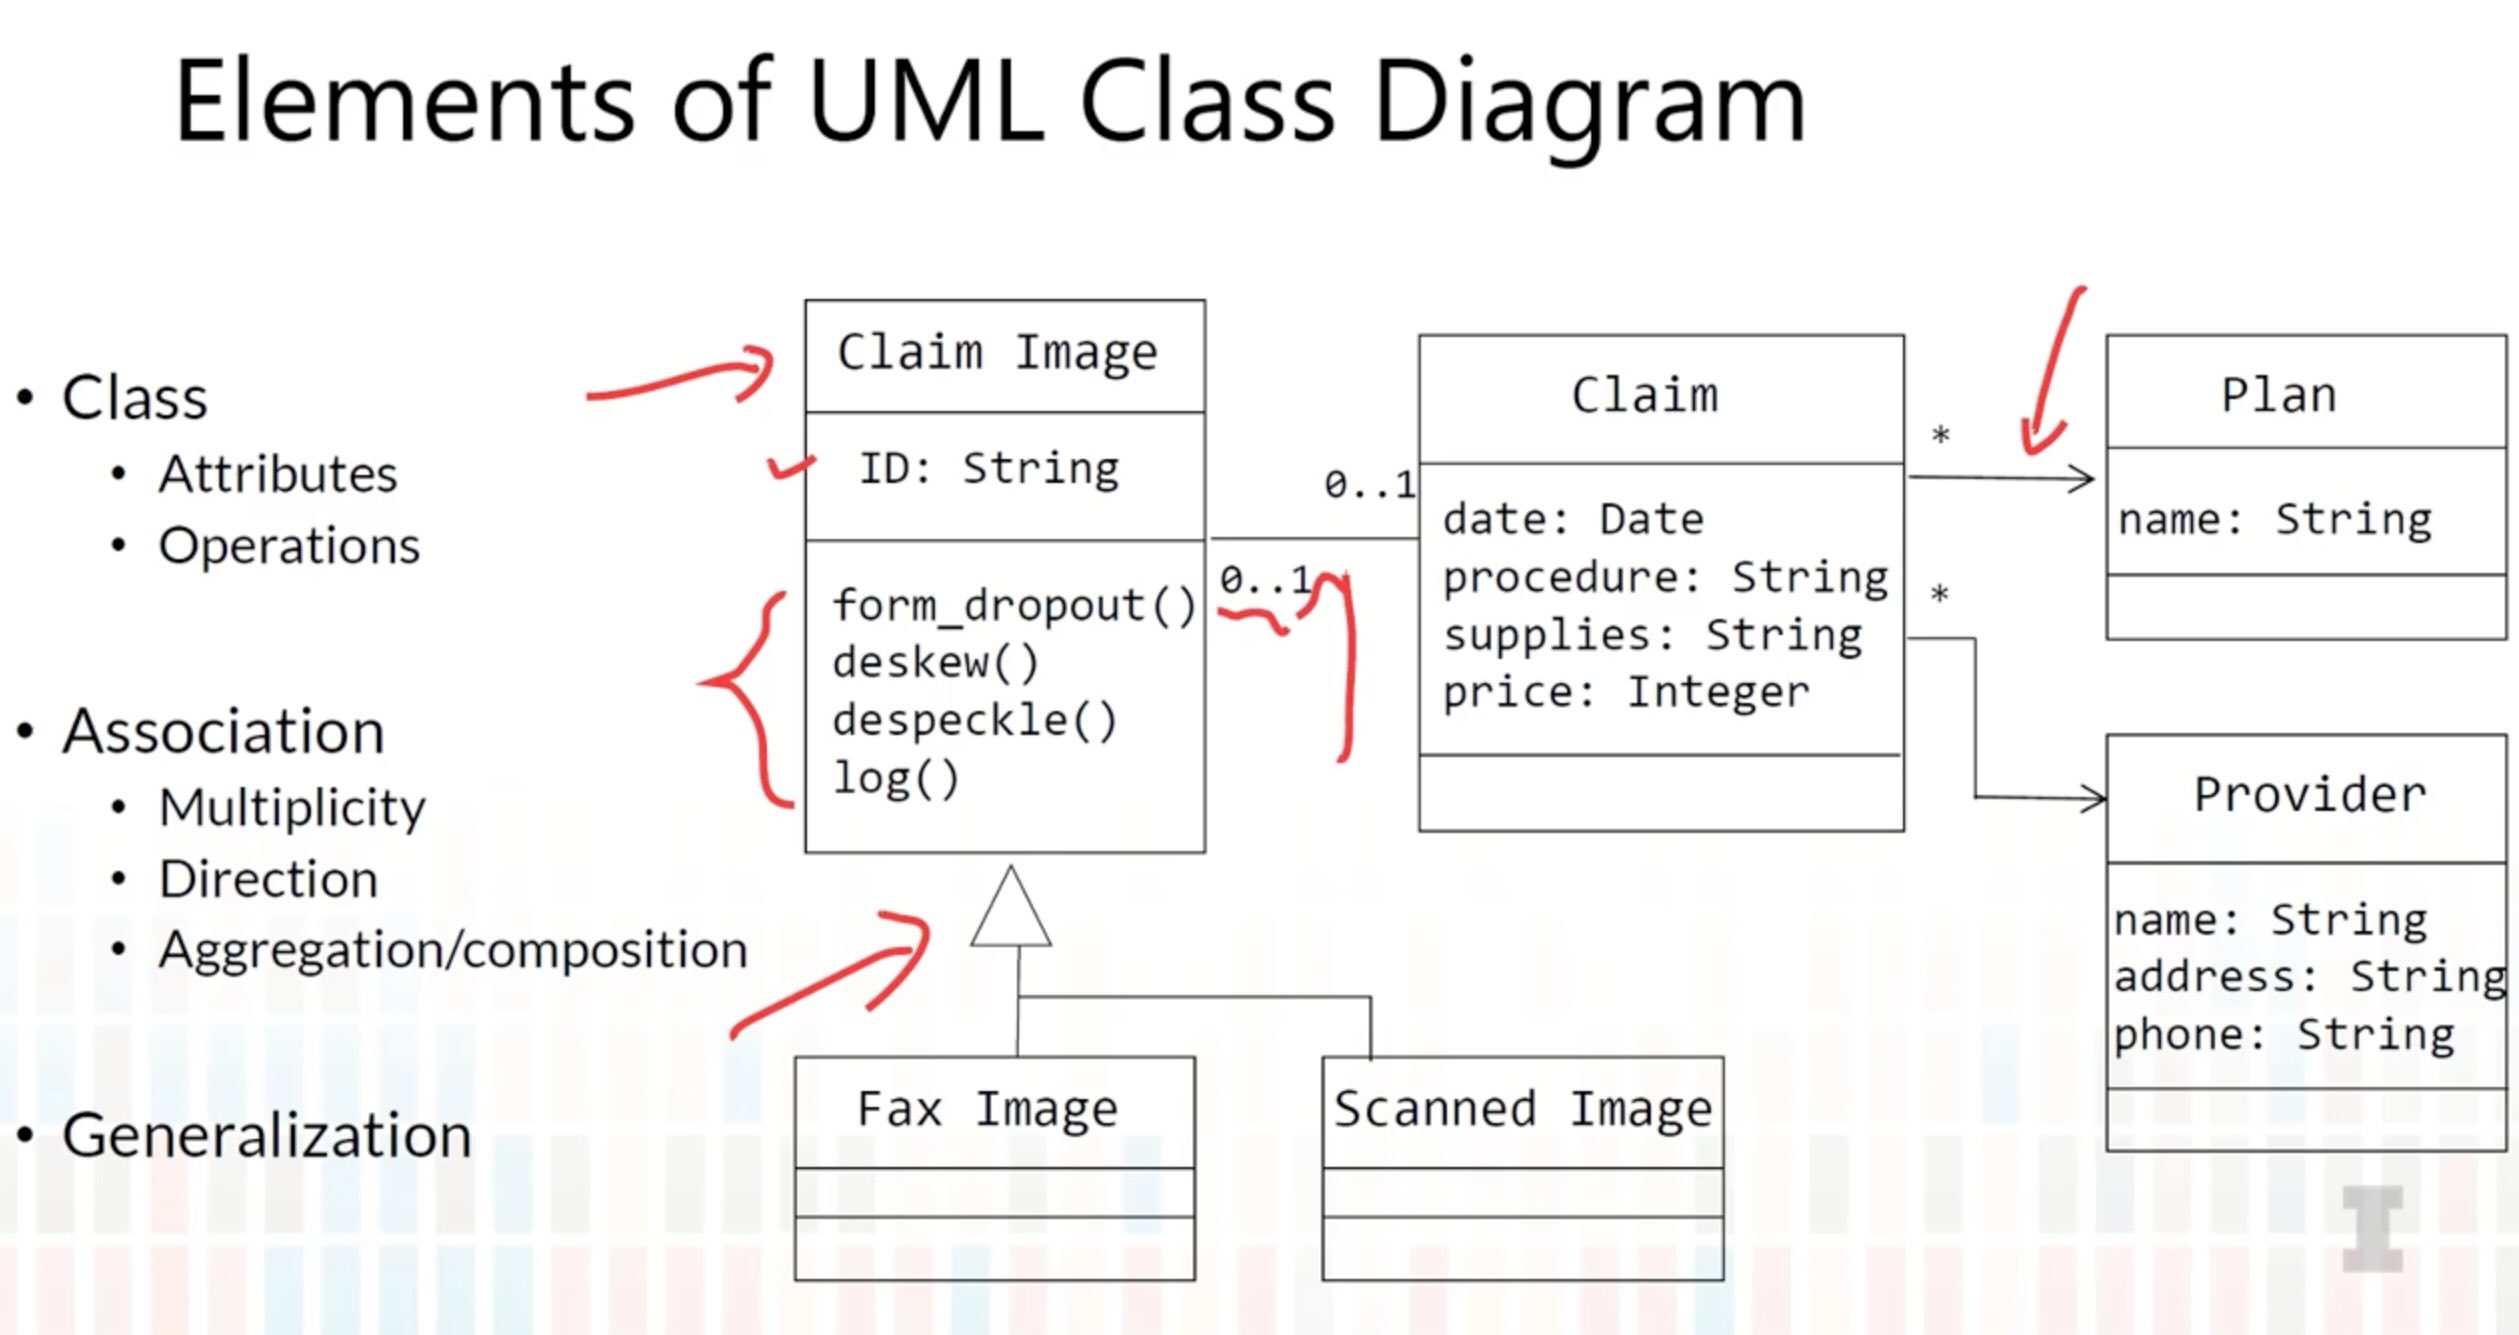 Elements of UML Class Diagram
• Class
• Attributes
• Operations
• Association
• Multiplicity
• Direction
• Aggregation/composition
• Generalization
Claim Image
ID: String
form_dropout()
deskew()
despeckle()
log()
0..1
0..1
Claim
date: Date
procedure: String
supplies: String
price: Integer
*
*
Plan
name: String
Provider
name: String
address: String
phone: String
Fax Image
Scanned Image
I